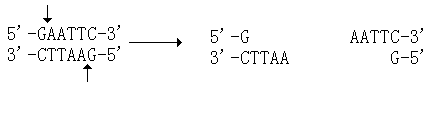 5' -GAATTC-3'
3' -CTTAAG-5'
5' -G
3' -CTTAA
AATTC-3'
G-5'